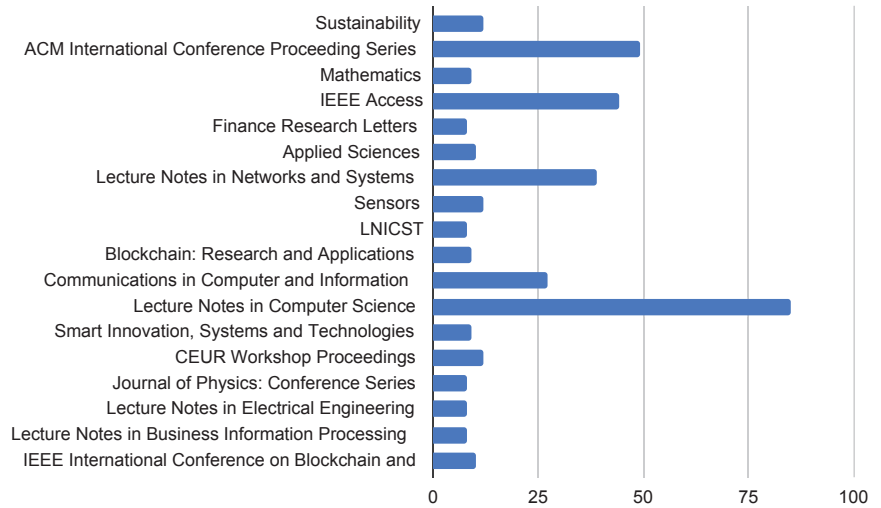 Sustainability
ACM International Conference Proceeding Series
Mathematics
IEEE Access
Finance Research Letters
Applied Sciences
Lecture Notes in Networks and Systems
Sensors
LNICST
Blockchain: Research and Applications
Communications in Computer and Information
Lecture Notes in Computer Science
Smart Innovation, Systems and Technologies
CEUR Workshop Proceedings
Journal of Physics: Conference Series
Lecture Notes in Electrical Engineering
Lecture Notes in Business Information Processing
IEEE International Conference on Blockchain and
0 25 50 75 100